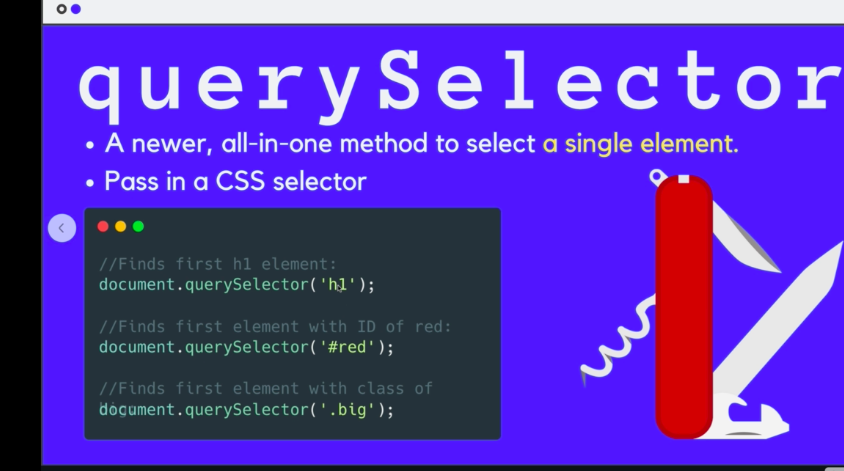 querySelector
• A newer, all-in-one method to select a single element.
• Pass in a CSS selector
//Finds first h1 element:
document.querySelector('h1');
//Finds first element with ID of red:
document.querySelector('#red');
//Finds first element with class of
document.querySelector('.big');